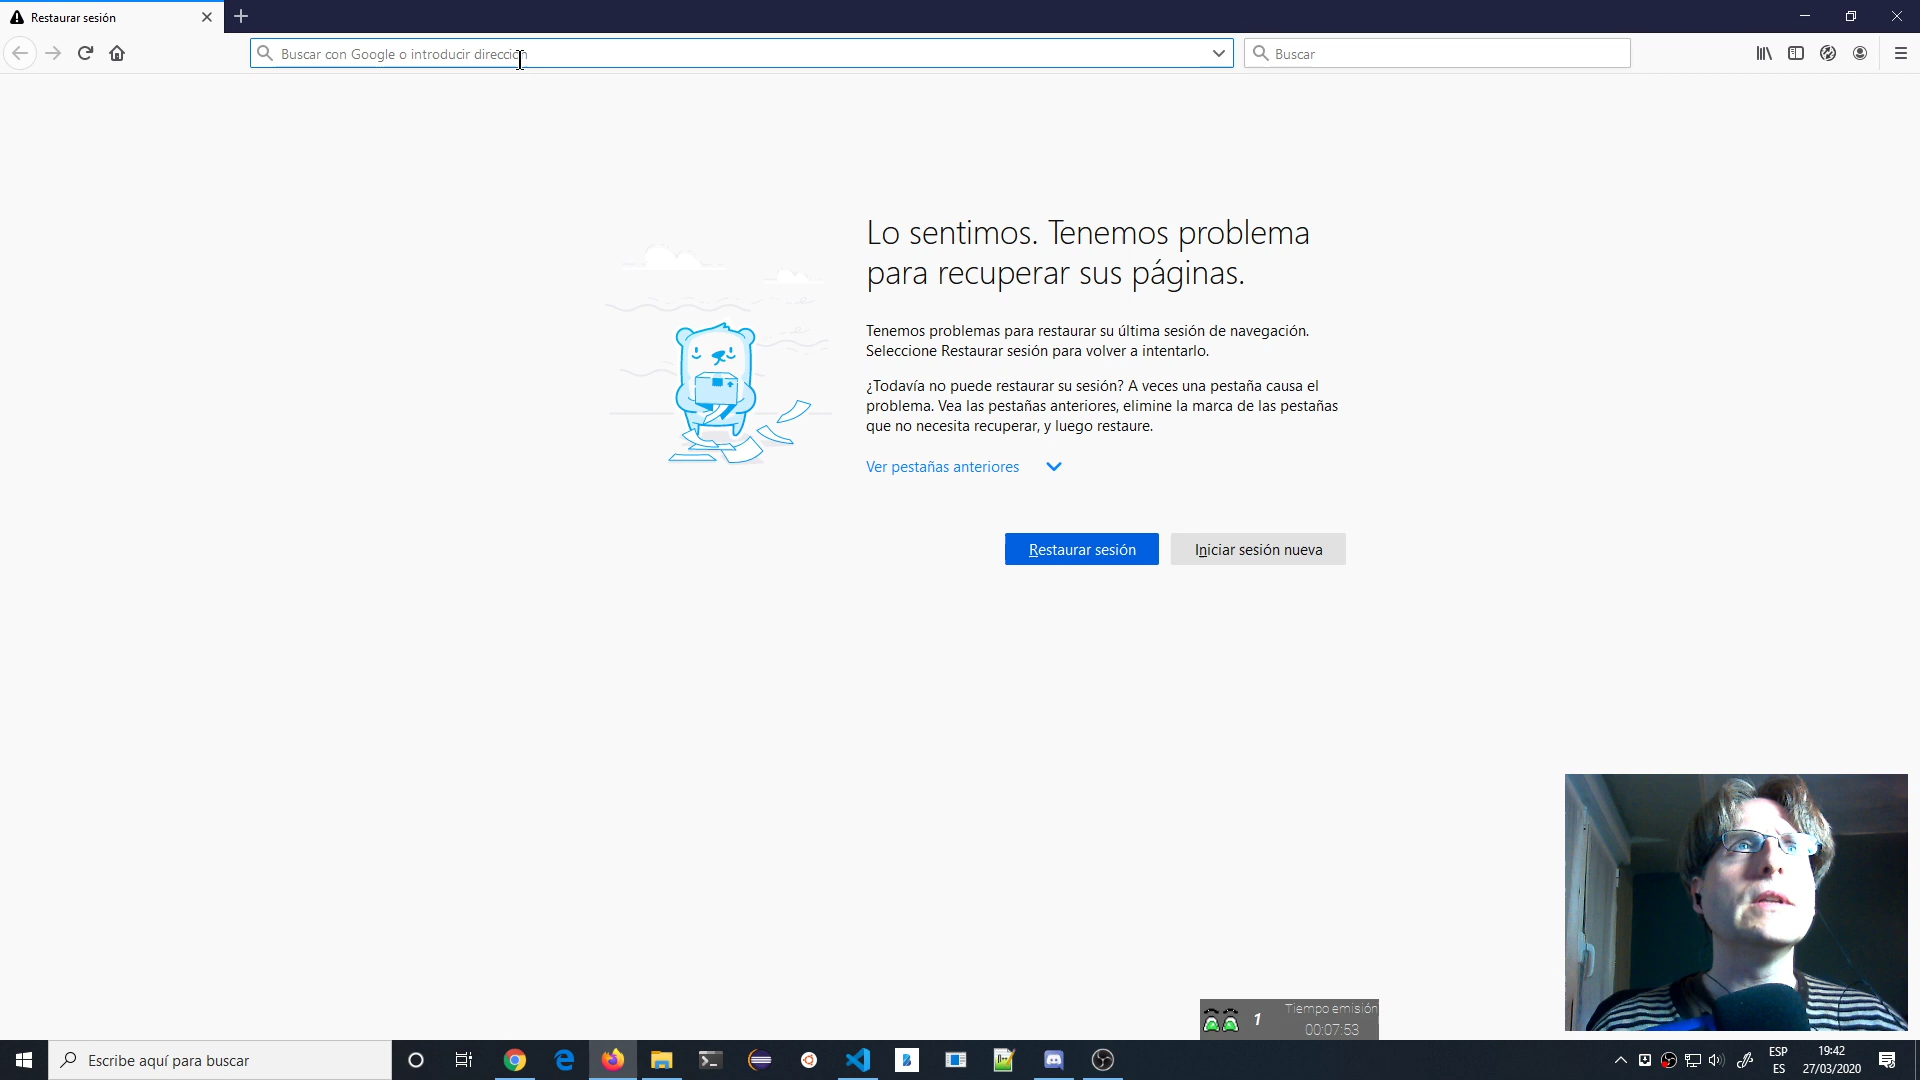 Restaurar sesión
Buscar con Google o introducir dirección
Buscar
Lo sentimos. Tenemos problema
para recuperar sus páginas.
Tenemos problemas para restaurar su última sesión de navegación.
Seleccione Restaurar sesión para volver a intentarlo.
¿Todavía no puede restaurar su sesión? A veces una pestaña causa el
problema. Vea las pestañas anteriores, elimine la marca de las pestañas
que no necesita recuperar, y luego restaure.
Ver pestañas anteriores
Restaurar sesión
Iniciar sesión nueva
1
Tiempo emisión
00:07:53
Escribe aquí para buscar
ESP
ES
19:42
27/03/2020